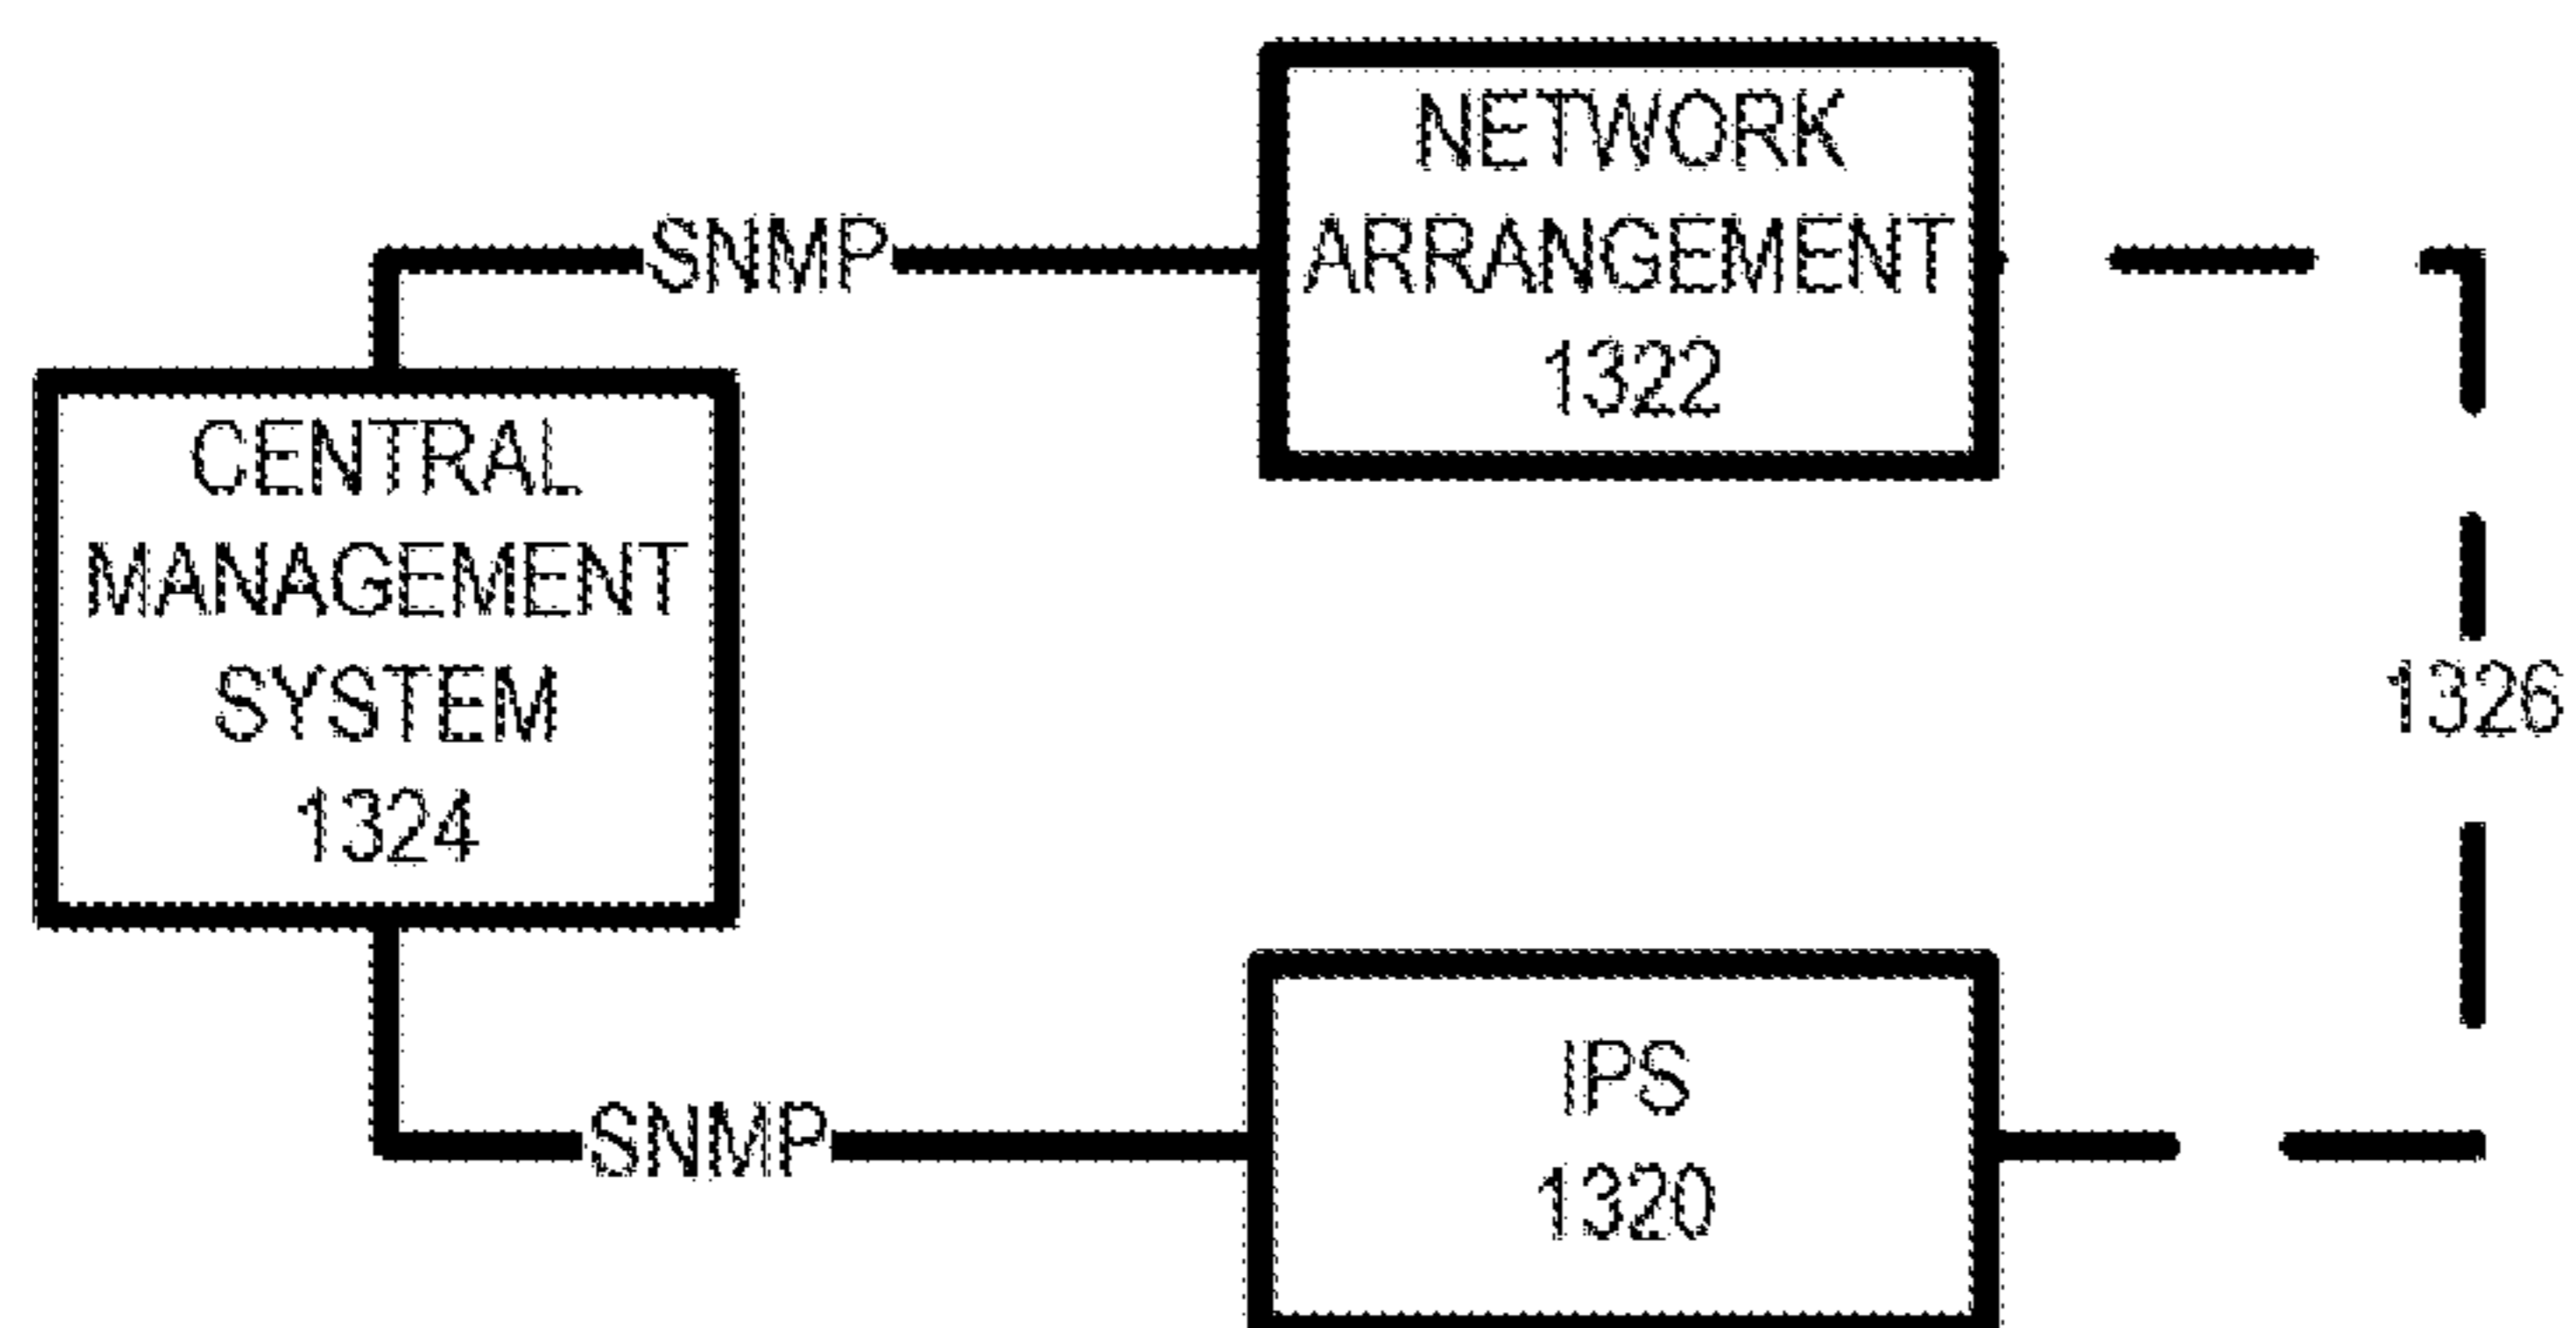 NETWORK
ARRANGEMENT
1322
SNMP
CENTRAL
MANAGEMENT
SYSTEM
1324
1326
IPS
1320
SNMP